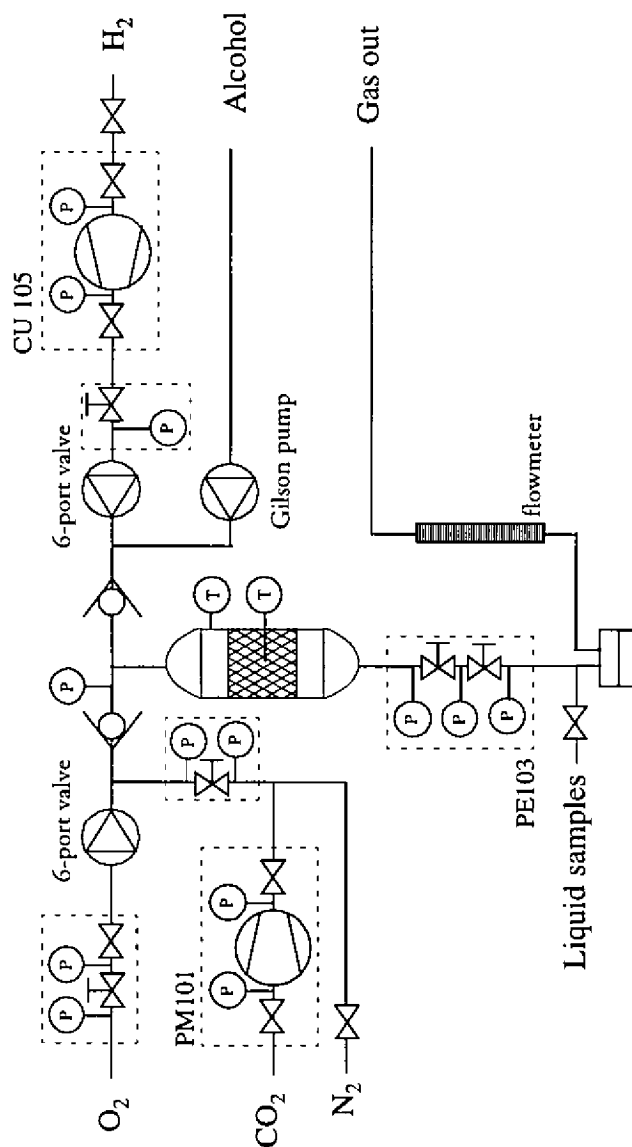 CU 105
6-port valve
6-port valve
P
P
P
P
P
O₂
H₂
P
PM101
P
P
P
P
T
Alcohol
CO₂
T
Gilson pump
N₂
Gas out
P
P
P
flowmeter
PE103
Liquid samples